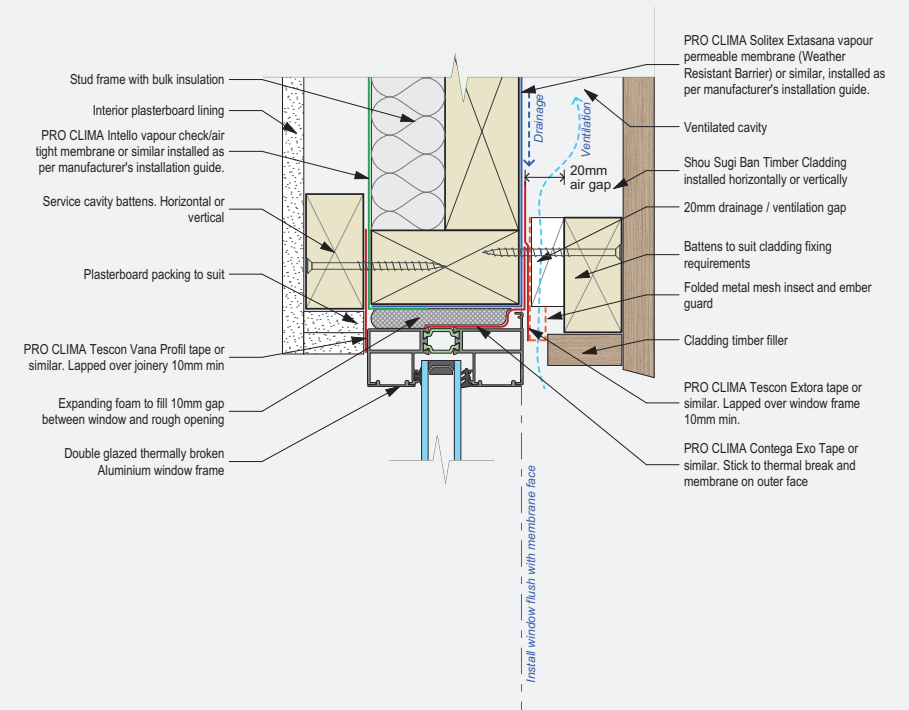 Stud frame with bulk insulation
Interior plasterboard lining
PRO CLIMA Intello vapour check/air
tight membrane or similar installed as
per manufacturer's installation guide.
Service cavity battens. Horizontal or
vertical
Plasterboard packing to suit
PRO CLIMA Tescon Vana Profil tape or
similar. Lapped over joinery 10mm min
Expanding foam to fill 10mm gap
between window and rough opening
Double glazed thermally broken
Aluminium window frame
Drainage
Ventilation
20mm
air gap
Install window flush with membrane face
PRO CLIMA Solitex Extasana vapour
permeable membrane (Weather
Resistant Barrier) or similar, installed as
per manufacturer's installation guide.
Ventilated cavity
Shou Sugi Ban Timber Cladding
installed horizontally or vertically
20mm drainage / ventilation gap
Battens to suit cladding fixing
requirements
Folded metal mesh insect and ember
guard
Cladding timber filler
PRO CLIMA Tescon Extora tape or
similar. Lapped over window frame
10mm min.
PRO CLIMA Contega Exo Tape or
similar. Stick to thermal break and
membrane on outer face